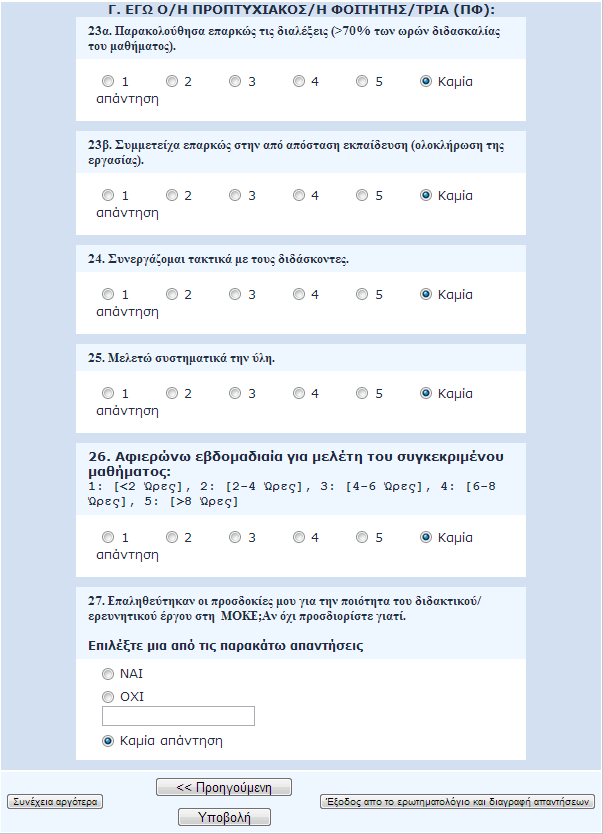 Γ. ΕΓΩ Ο/Η ΠΡΟΠΤΥΧΙΑΚΟΣ/Η ΦΟΙΤΗΤΗΣ/ΤΡΙΑ (ΠΦ):
23α. Παρακολούθησα επαρκώς τις διαλέξεις (>70% των ωρών διδασκαλίας
του μαθήματος).
1 2 3 4 5 Καμία
απάντηση
23β. Συμμετείχα επαρκώς στην από απόσταση εκπαίδευση (ολοκλήρωση της
εργασίας).
1 2 3 4 5 Καμία
απάντηση
24. Συνεργάζομαι τακτικά με τους διδάσκοντες.
1 2 3 4 5 Καμία
απάντηση
25. Μελετώ συστηματικά την ύλη.
1 2 3 4 5 Καμία
απάντηση
26. Αφιερώνω εβδομαδιαία για μελέτη του συγκεκριμένου
μαθήματος:
1: [<2 Ώρες], 2: [2-4 Ώρες], 3: [4-6 Ώρες], 4: [6-8
Ώρες], 5: [>8 Ώρες]
1 2 3 4 5 Καμία
απάντηση
27. Επαληθεύτηκαν οι προσδοκίες μου για την ποιότητα του διδακτικού/
ερευνητικού έργου στη ΜΟΚΕ;Αν όχι προσδιορίστε γιατί.
Επιλέξτε μια από τις παρακάτω απαντήσεις
ΝΑΙ
ΟΧΙ
Καμία απάντηση
<< Προηγούμενη
Συνέχεια αργότερα
Έξοδος απο το ερωτηματολόγιο και διαγραφή απαντήσεων
Υποβολή